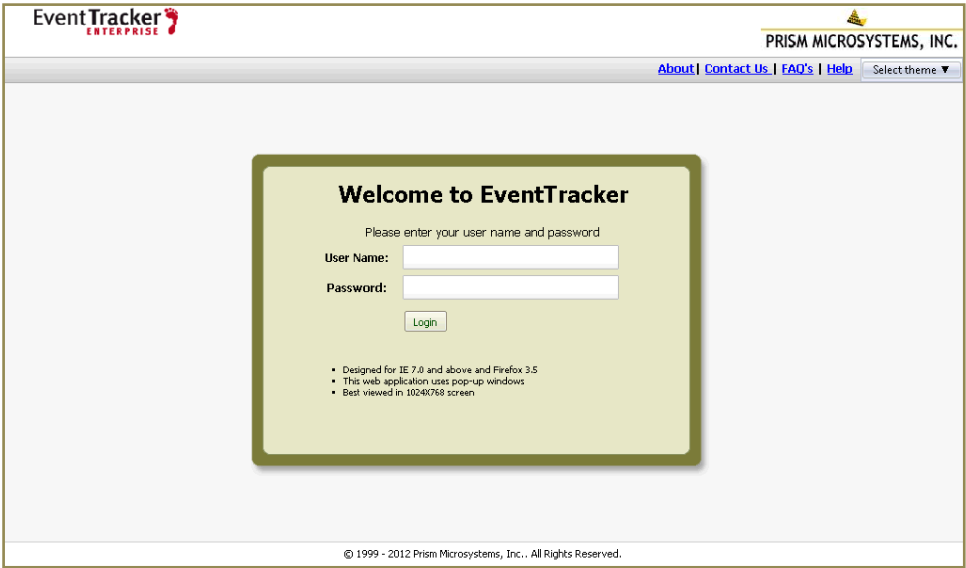 EventTracker
ENTERPRISE
PRISM MICROSYSTEMS, INC.
About | Contact Us | FAQ's | Help Select theme ▼
Welcome to EventTracker
Please enter your user name and password
User Name:
Password:
Login
▪ Designed for IE 7.0 and above and Firefox 3.5
▪ This web application uses pop-up windows
▪ Best viewed in 1024X768 screen
© 1999 - 2012 Prism Microsystems, Inc.. All Rights Reserved.